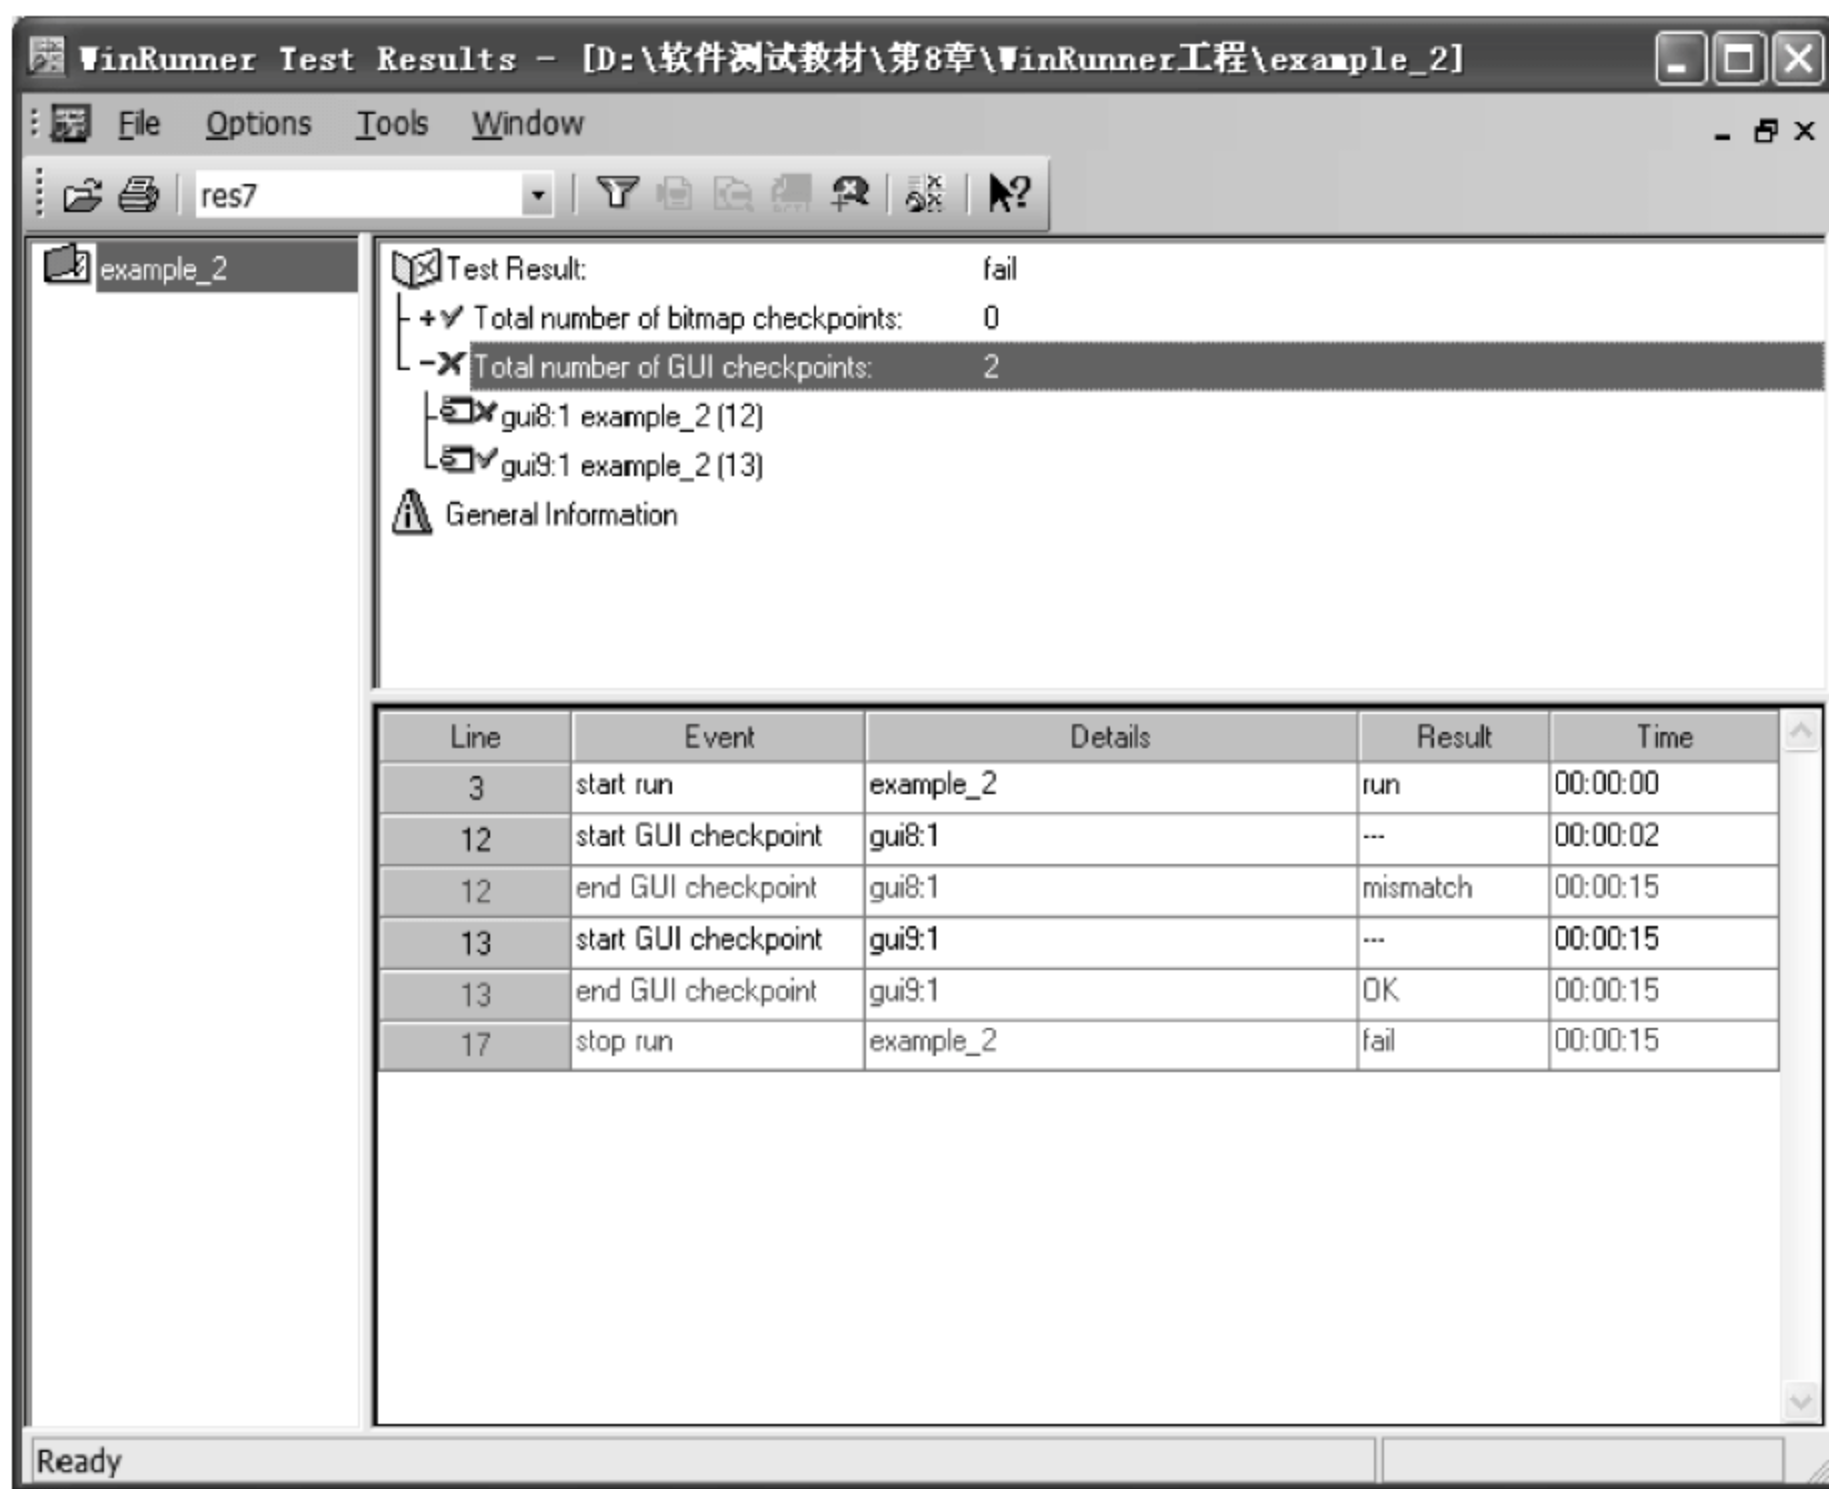 WinRunner Test Results - [D:\软件测试教材\第8章\WinRunner工程\example_2]
File Options Tools Window
res7
example_2
Test Result: fail
Total number of bitmap checkpoints: 0
Total number of GUI checkpoints: 2
gui8:1 example_2 (12)
gui9:1 example_2 (13)
General Information
Line Event Details Result Time
3 start run example_2 run 00:00:00
12 start GUI checkpoint gui8:1 --- 00:00:02
12 end GUI checkpoint gui8:1 mismatch 00:00:15
13 start GUI checkpoint gui9:1 --- 00:00:15
13 end GUI checkpoint gui9:1 OK 00:00:15
17 stop run example_2 fail 00:00:15
Ready